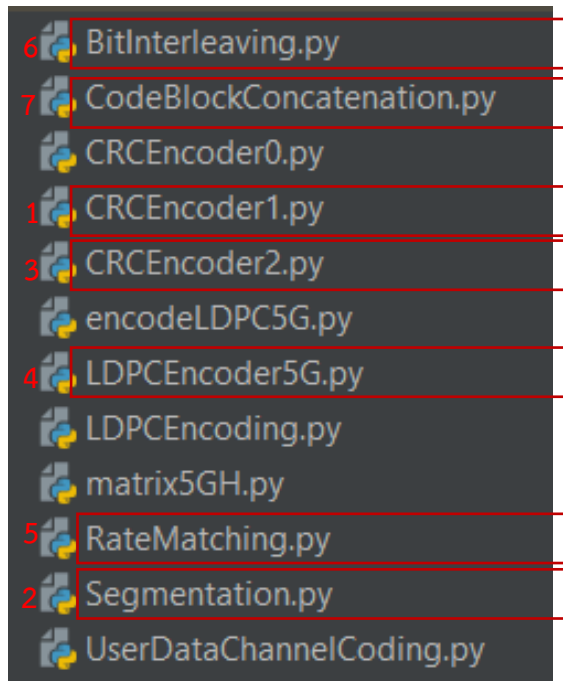 6 BitInterleaving.py
7 CodeBlockConcatenation.py
CRCEncoder0.py
1 CRCEncoder1.py
3 CRCEncoder2.py
encodeLDPC5G.py
4 LDPCEncoder5G.py
LDPCEncoding.py
matrix5GH.py
5 RateMatching.py
2 Segmentation.py
UserDataChannelCoding.py